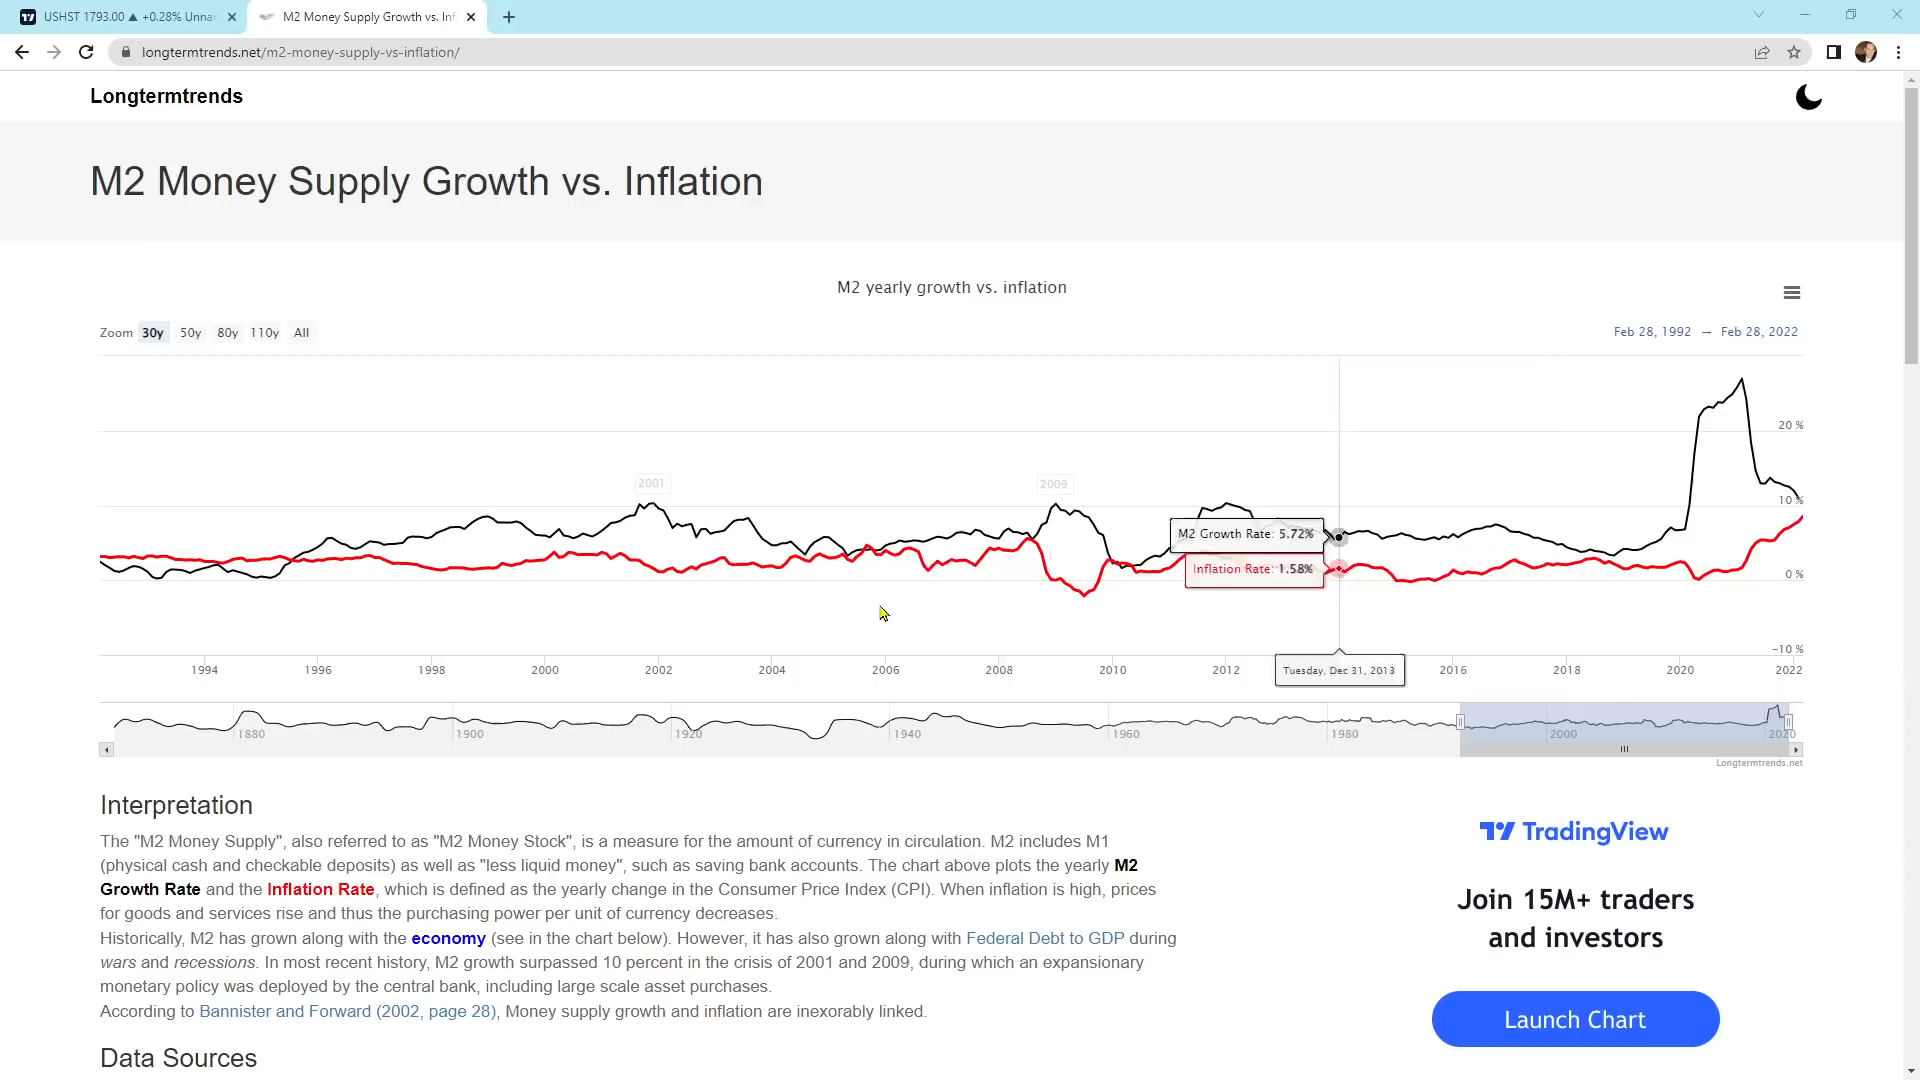 USHST 1793.00 ▲ +0.28% Unnar
M2 Money Supply Growth vs. Inf
longtermtrends.net/m2-money-supply-vs-inflation/
Longtermtrends
M2 Money Supply Growth vs. Inflation
M2 yearly growth vs. inflation
Zoom 30y 50y 80y 110y All
Feb 28, 1992 → Feb 28, 2022
20 %
2001
2009
10 %
M2 Growth Rate: 5.72%
Inflation Rate: 1.58%
0 %
-10 %
1994 1996 1998 2000 2002 2004 2006 2008 2010 2012 Tuesday, Dec 31, 2013 2016 2018 2020 2022
1880 1900 1920 1940 1960 1980 2000 2020
Longtermtrends.net
Interpretation
The "M2 Money Supply", also referred to as "M2 Money Stock", is a measure for the amount of currency in circulation. M2 includes M1
(physical cash and checkable deposits) as well as "less liquid money", such as saving bank accounts. The chart above plots the yearly M2
Growth Rate and the Inflation Rate, which is defined as the yearly change in the Consumer Price Index (CPI). When inflation is high, prices
for goods and services rise and thus the purchasing power per unit of currency decreases.
Historically, M2 has grown along with the economy (see in the chart below). However, it has also grown along with Federal Debt to GDP during
wars and recessions. In most recent history, M2 growth surpassed 10 percent in the crisis of 2001 and 2009, during which an expansionary
monetary policy was deployed by the central bank, including large scale asset purchases.
According to Bannister and Forward (2002, page 28), Money supply growth and inflation are inexorably linked.
Data Sources
TradingView
Join 15M+ traders
and investors
Launch Chart